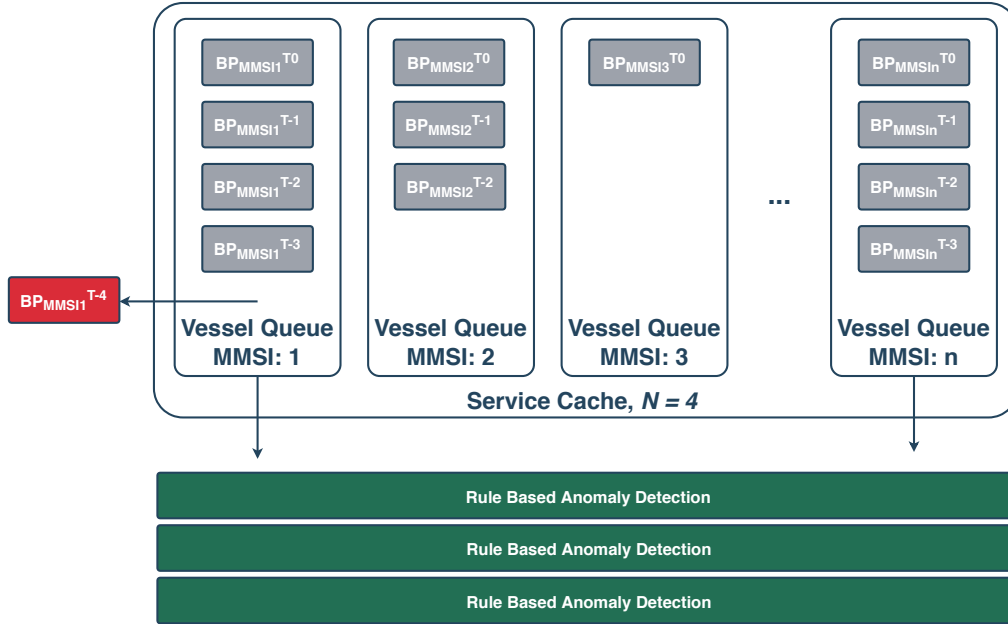 BPMMSI1T0
BPMMSI2T0
BPMMSI3T0
BPMMSInT0
BPMMSI1T-1
BPMMSI2T-1
BPMMSInT-1
BPMMSI1T-2
BPMMSI2T-2
BPMMSInT-2
...
BPMMSI1T-3
BPMMSInT-3
BPMMSI1T-4
Vessel Queue
MMSI: 1
Vessel Queue
MMSI: 2
Vessel Queue
MMSI: 3
Vessel Queue
MMSI: n
Service Cache, N = 4
Rule Based Anomaly Detection
Rule Based Anomaly Detection
Rule Based Anomaly Detection